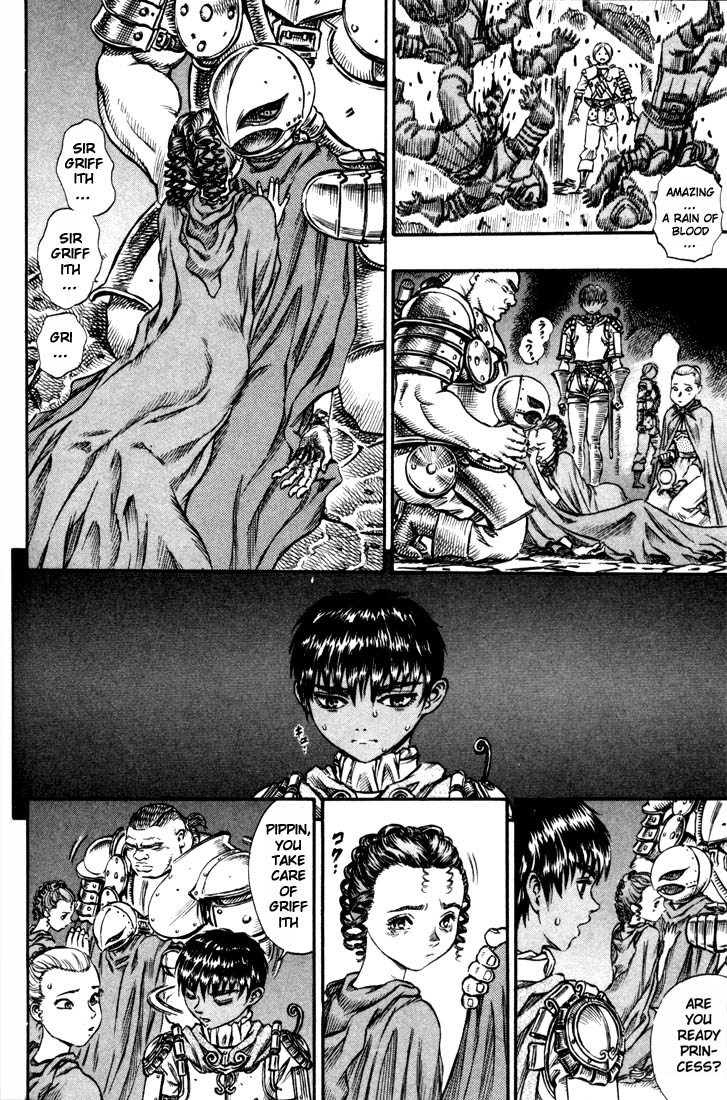 AMAZING
...
A RAIN OF
BLOOD
...
SIR
GRIFF
ITH
...
SIR
GRIFF
ITH
...
GRI
...
ARE
YOU
READY
PRIN-
CESS?
PIPPIN,
YOU
TAKE
CARE
OF
GRIFF
ITH